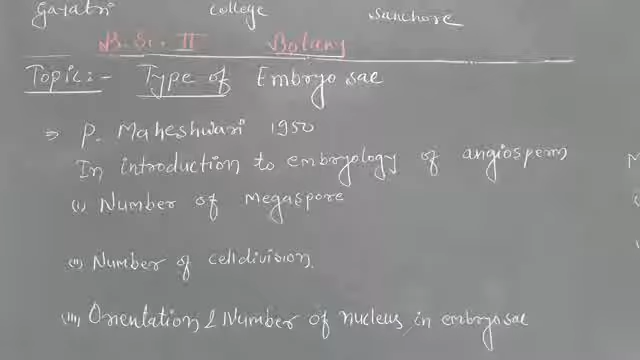 Gayatri college Sanchore
B.Sc. II Botany
Topic:- Type of Embryo sac
⇒ P. Maheshwari 1950
In introduction to embryology of angiosperm
(i) Number of Megaspore
(ii) Number of celldivision.
(iii) Orientation & Number of nucleus in embryosac